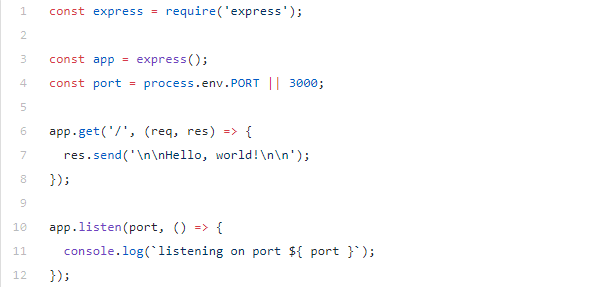 1 const express = require('express');
2
3 const app = express();
4 const port = process.env.PORT || 3000;
5
6 app.get('/', (req, res) => {
7   res.send('\n\nHello, world!\n\n');
8 });
9
10 app.listen(port, () => {
11   console.log(`listening on port ${ port }`);
12 });